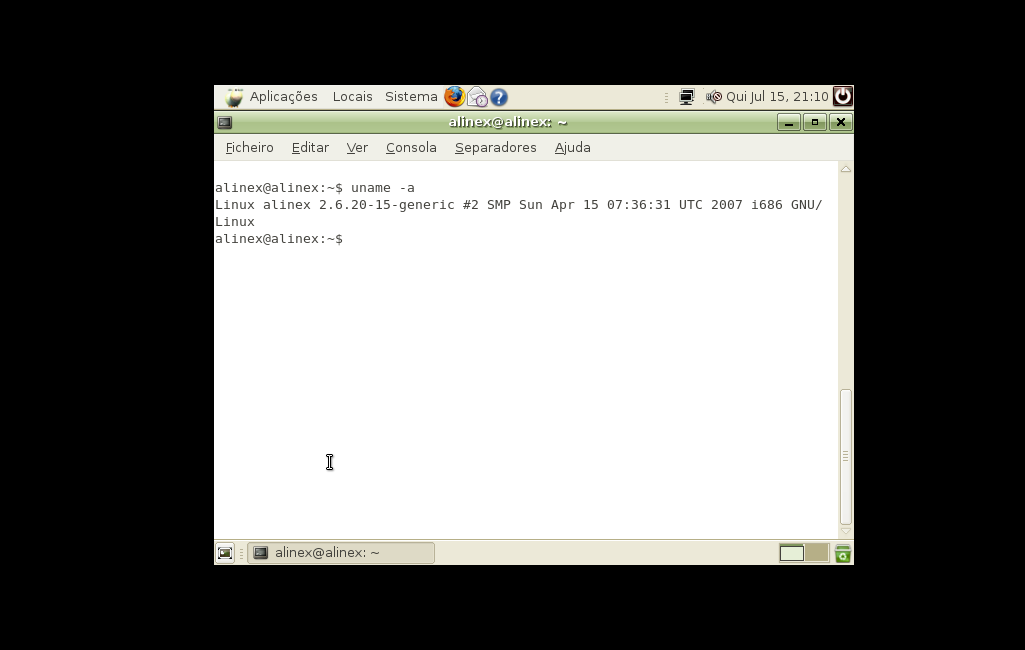 Aplicações Locais Sistema Qui Jul 15, 21:10
alinex@alinex: ~
Ficheiro Editar Ver Consola Separadores Ajuda
alinex@alinex:~$ uname -a
Linux alinex 2.6.20-15-generic #2 SMP Sun Apr 15 07:36:31 UTC 2007 i686 GNU/
Linux
alinex@alinex:~$
alinex@alinex: ~